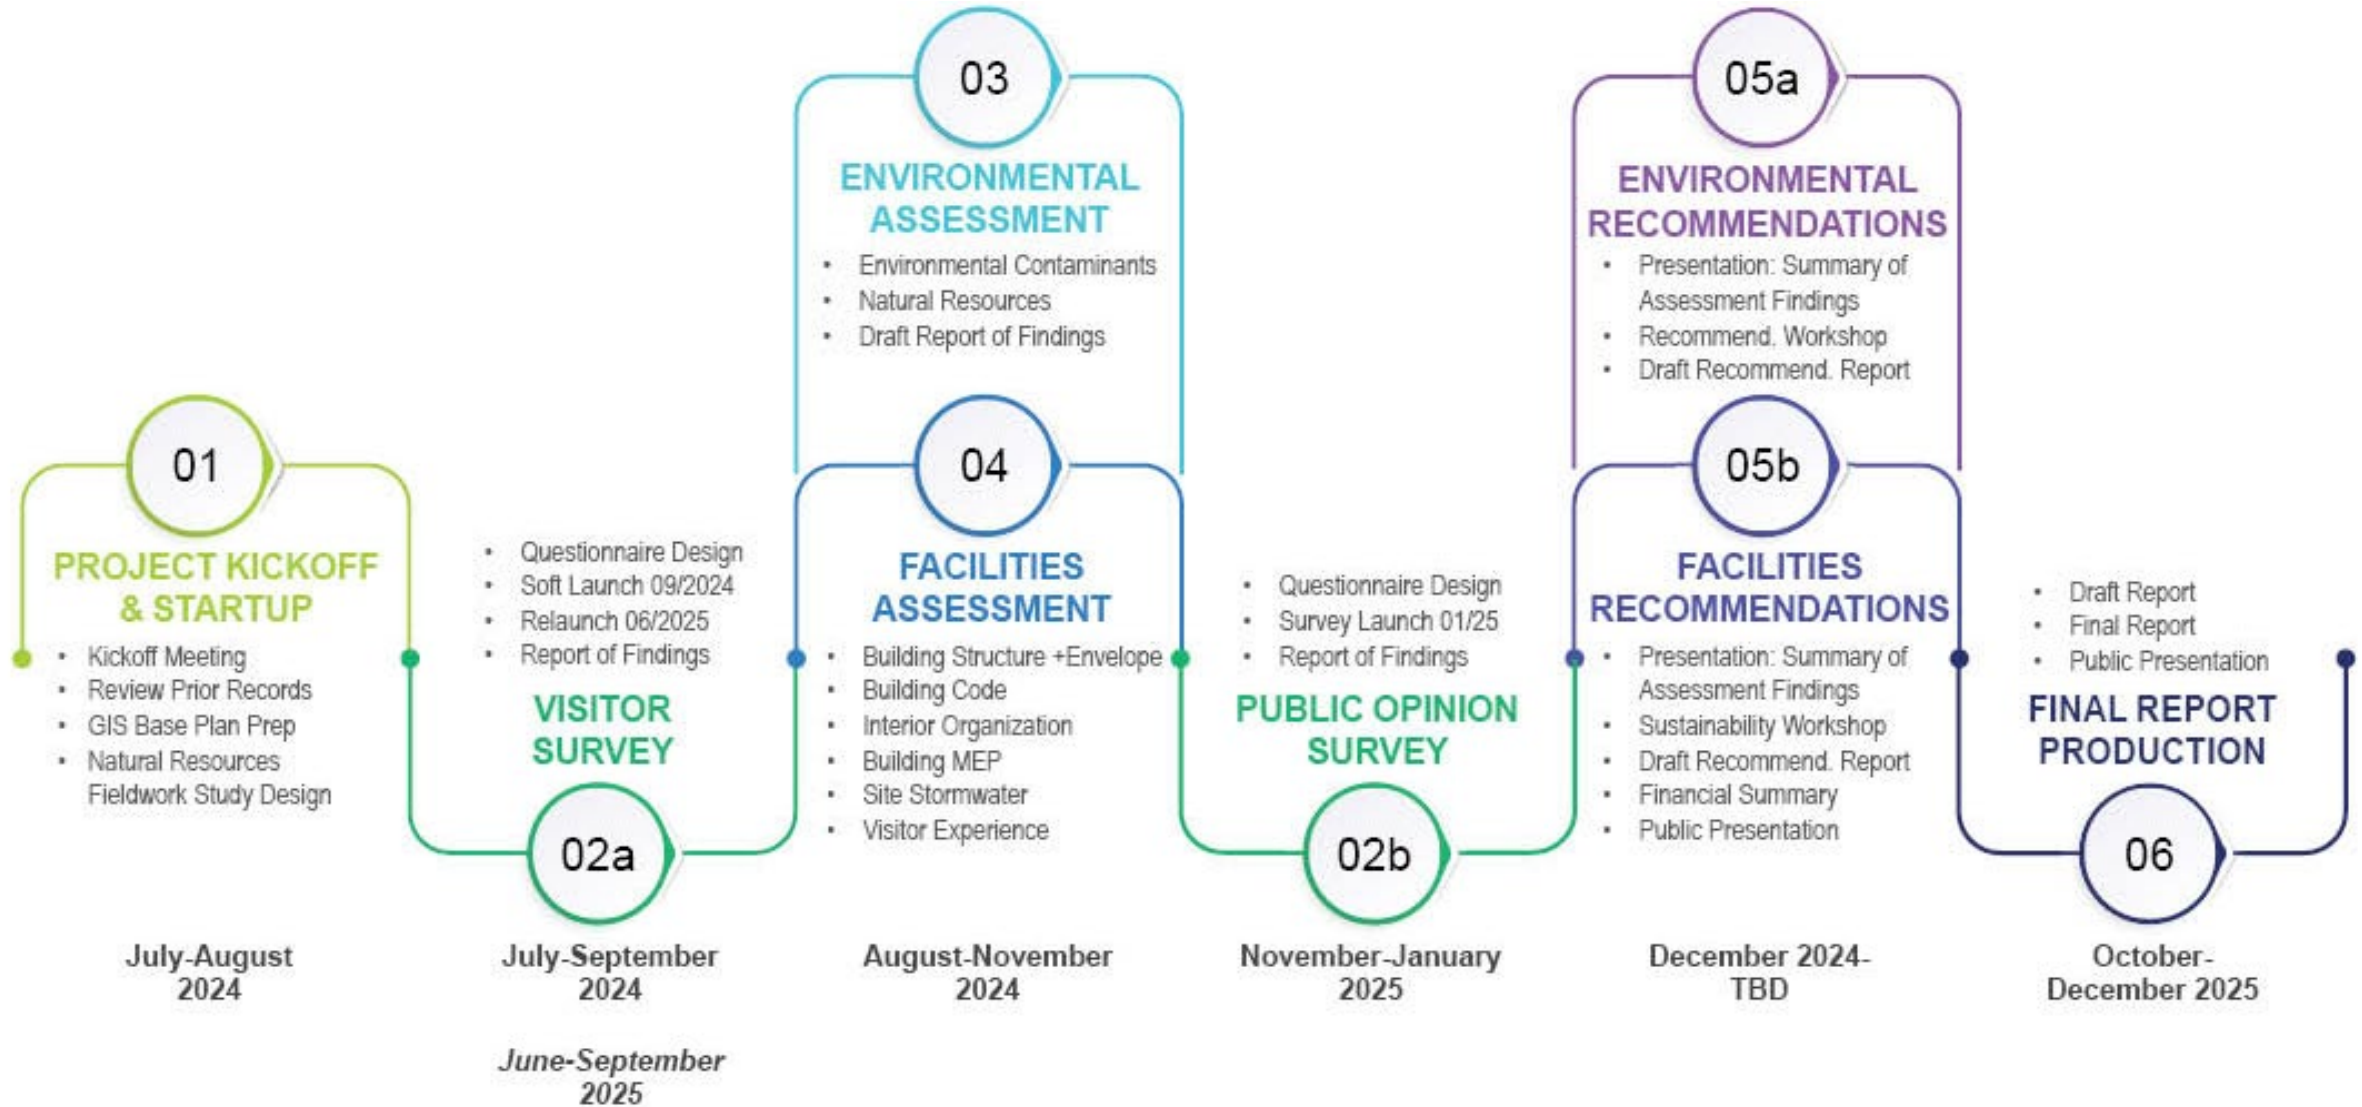 01
PROJECT KICKOFF
& STARTUP
• Kickoff Meeting
• Review Prior Records
• GIS Base Plan Prep
• Natural Resources
Fieldwork Study Design
July-August
2024
• Questionnaire Design
• Soft Launch 09/2024
• Relaunch 06/2025
• Report of Findings
VISITOR
SURVEY
02a
July-September
2024
June-September
2025
03
ENVIRONMENTAL
ASSESSMENT
• Environmental Contaminants
• Natural Resources
• Draft Report of Findings
04
FACILITIES
ASSESSMENT
• Building Structure +Envelope
• Building Code
• Interior Organization
• Building MEP
• Site Stormwater
• Visitor Experience
August-November
2024
• Questionnaire Design
• Survey Launch 01/25
• Report of Findings
PUBLIC OPINION
SURVEY
02b
November-January
2025
05a
ENVIRONMENTAL
RECOMMENDATIONS
• Presentation: Summary of
Assessment Findings
• Recommend. Workshop
• Draft Recommend. Report
05b
FACILITIES
RECOMMENDATIONS
• Presentation: Summary of
Assessment Findings
• Sustainability Workshop
• Draft Recommend. Report
• Financial Summary
• Public Presentation
December 2024-
TBD
• Draft Report
• Final Report
• Public Presentation
FINAL REPORT
PRODUCTION
06
October-
December 2025